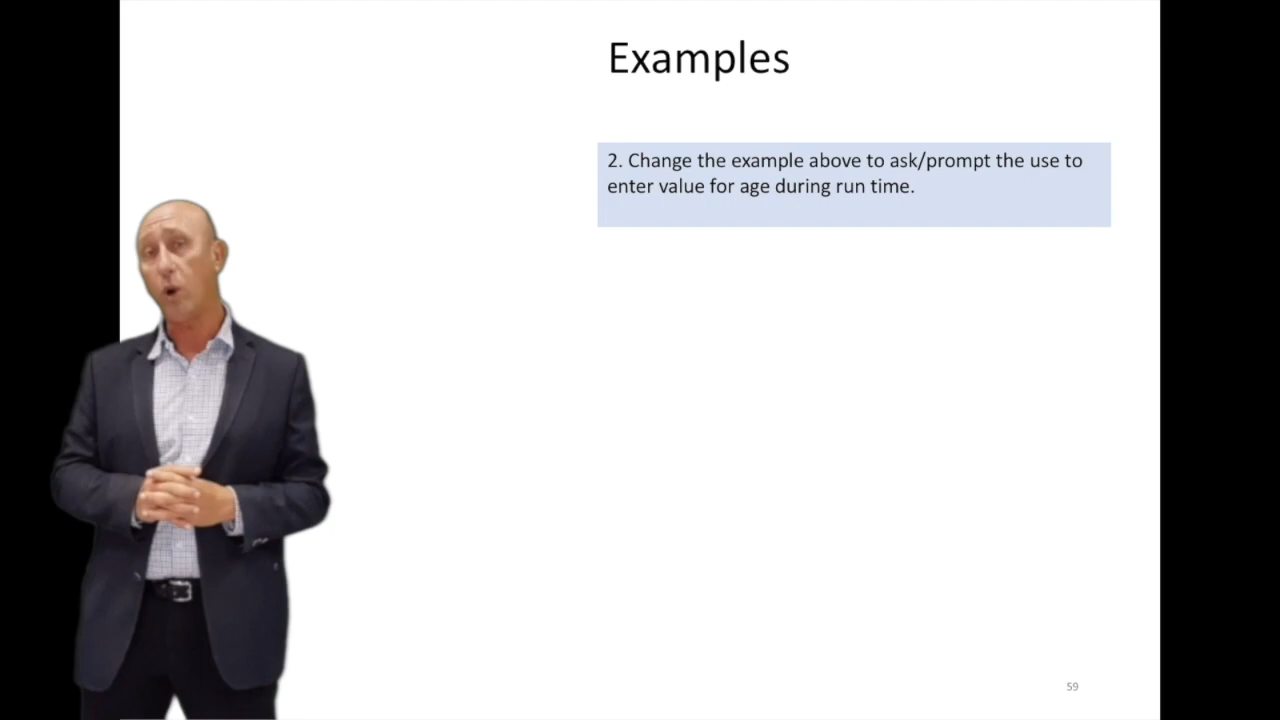 Examples
2. Change the example above to ask/prompt the use to
enter value for age during run time.
59